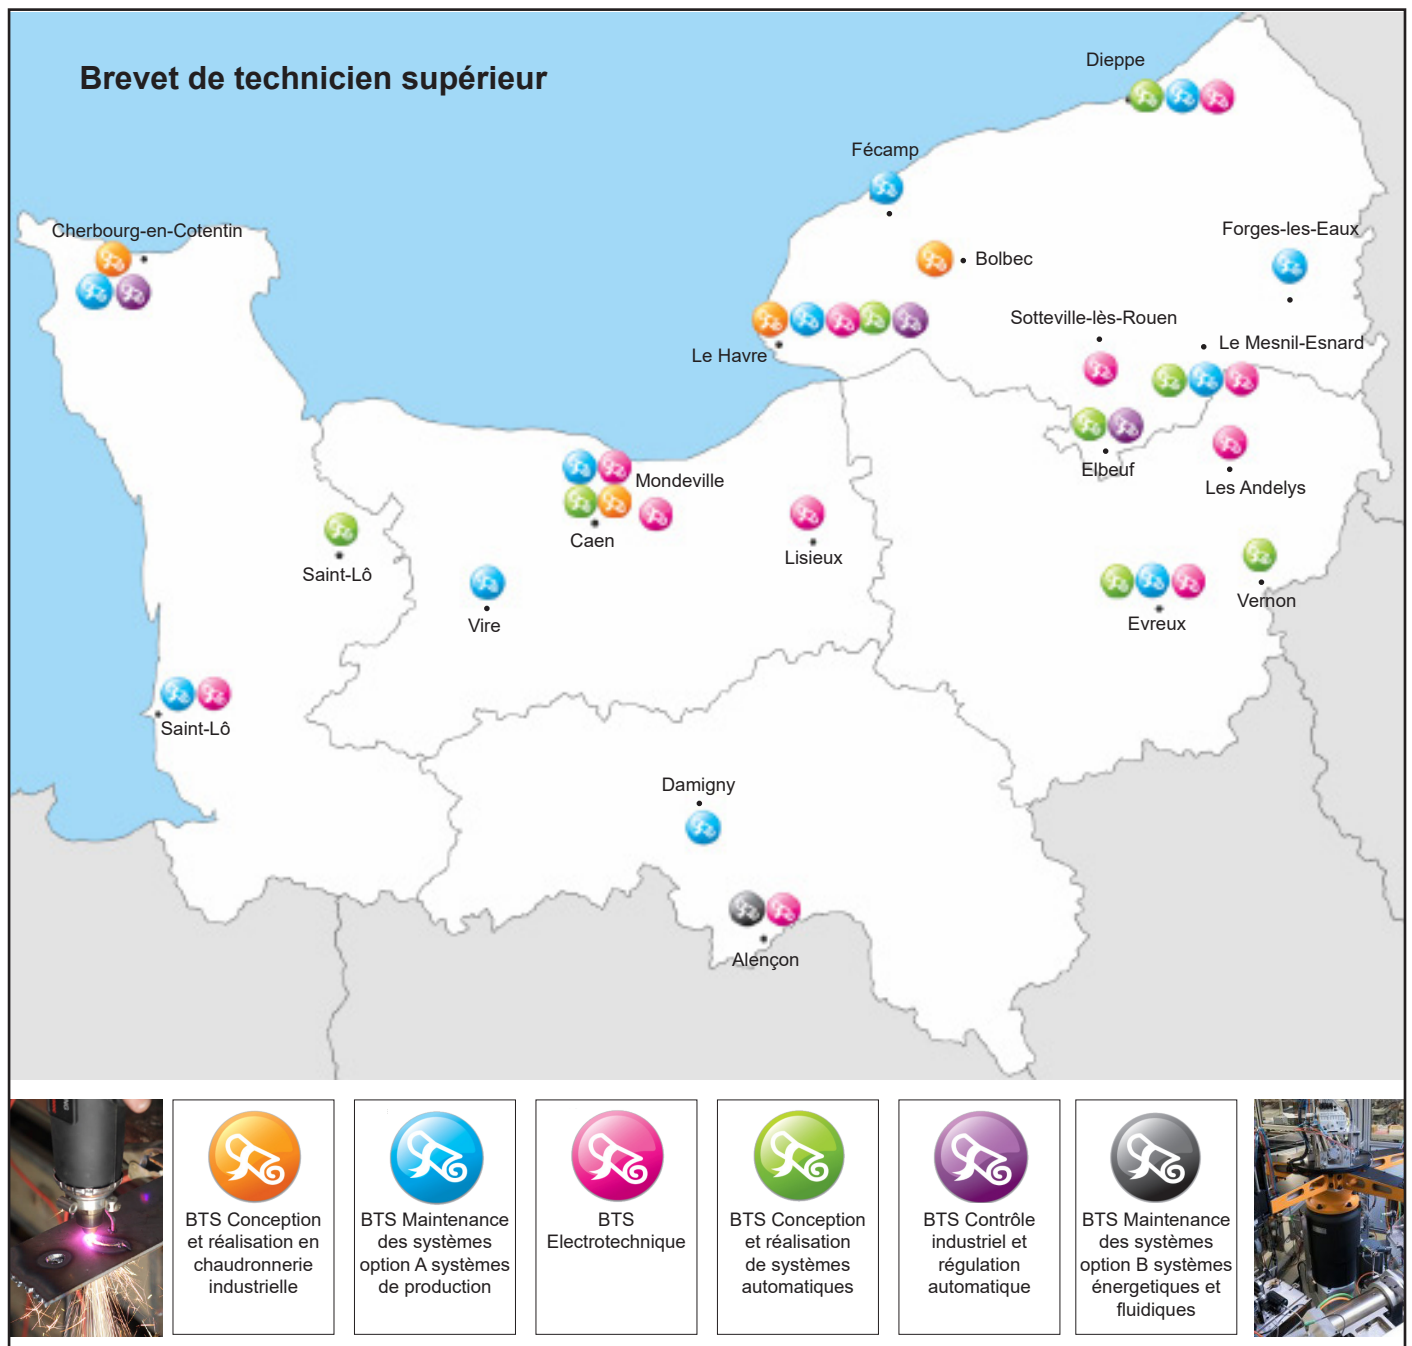 Brevet de technicien supérieur
Dieppe
Fécamp
Cherbourg-en-Cotentin
Forges-les-Eaux
Bolbec
Sotteville-lès-Rouen
Le Mesnil-Esnard
Le Havre
Elbeuf
Les Andelys
Mondeville
Caen
Lisieux
Saint-Lô
Vire
Evreux
Vernon
Saint-Lô
Damigny
Alençon
BTS Conception
et réalisation en
chaudronnerie
industrielle
BTS Maintenance
des systèmes
option A systèmes
de production
BTS
Electrotechnique
BTS Conception
et réalisation
de systèmes
automatiques
BTS Contrôle
industriel et
régulation
automatique
BTS Maintenance
des systèmes
option B systèmes
énergetiques et
fluidiques